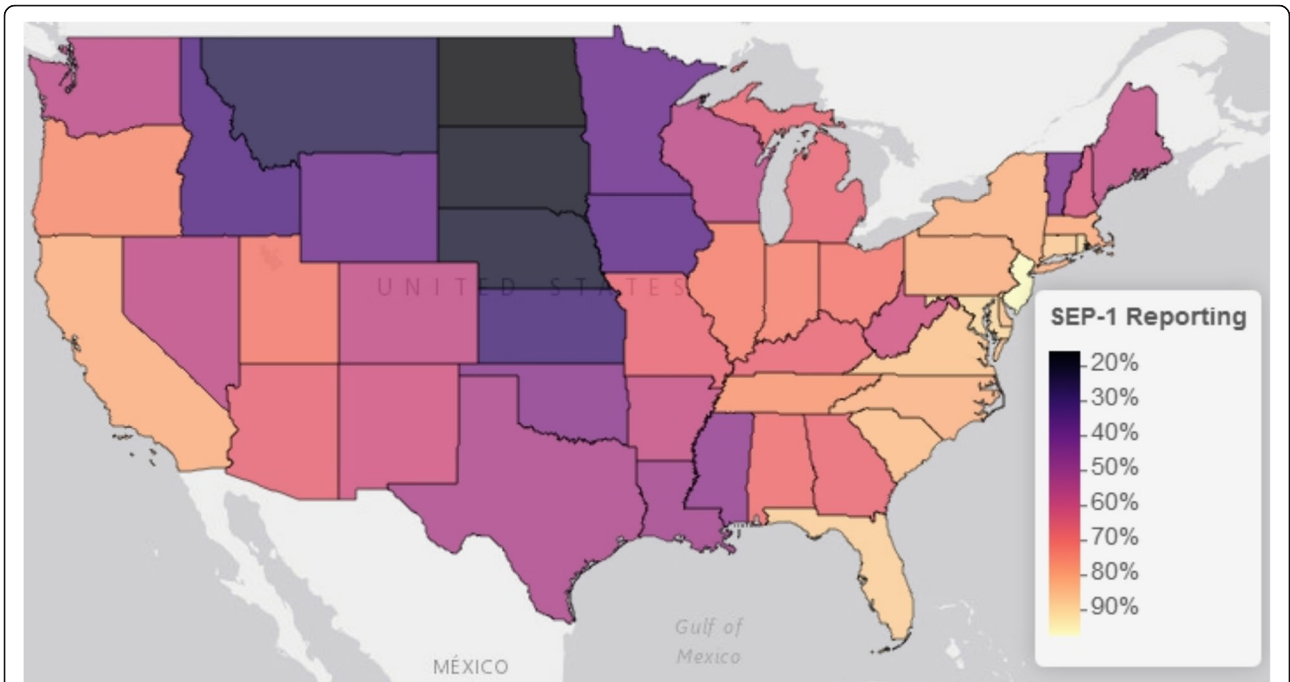 UNITED STATES
SEP-1 Reporting
20%
30%
40%
50%
60%
70%
80%
90%
Gulf of
Mexico
MÉXICO